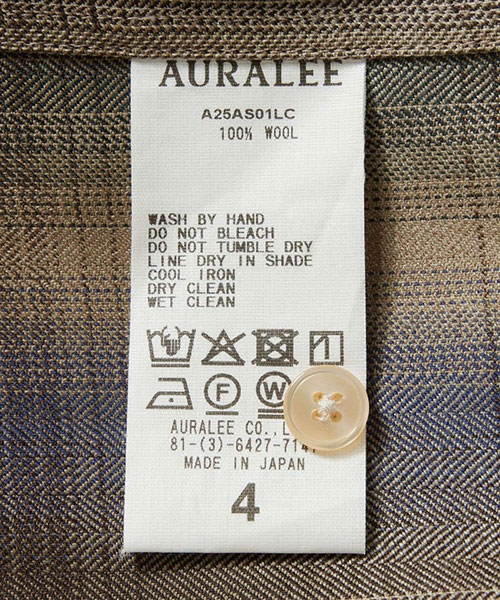 AURALEE
A25AS01LC
100% WOOL
WASH BY HAND
DO NOT BLEACH
DO NOT TUMBLE DRY
LINE DRY IN SHADE
COOL IRON
DRY CLEAN
WET CLEAN
F W
AURALEE CO.,
81-(3)-6427-714
MADE IN JAPAN
4